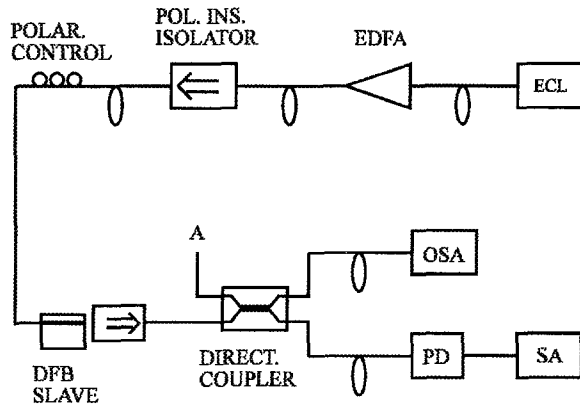 POLAR.
CONTROL
POL. INS.
ISOLATOR
EDFA
ECL
A
OSA
DFB
SLAVE
DIRECT.
COUPLER
PD
SA